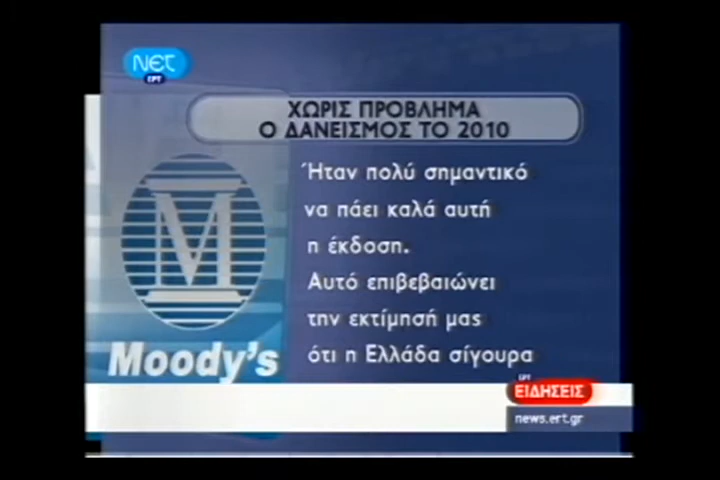 ΝΕΤ
ΕΡΤ
ΧΩΡΙΣ ΠΡΟΒΛΗΜΑ
Ο ΔΑΝΕΙΣΜΟΣ ΤΟ 2010
Ήταν πολύ σημαντικό
να πάει καλά αυτή
η έκδοση.
Αυτό επιβεβαιώνει
την εκτίμησή μας
ότι η Ελλάδα σίγουρα
M
Moody's
ΕΡΤ
ΕΙΔΗΣΕΙΣ
news.ert.gr